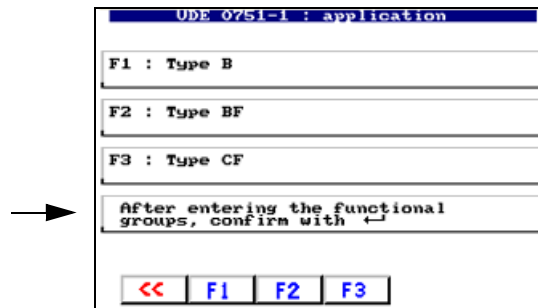 UDE 0751-1 : application
F1 : Type B
F2 : Type BF
F3 : Type CF
After entering the functional
groups, confirm with ↵
<< F1 F2 F3